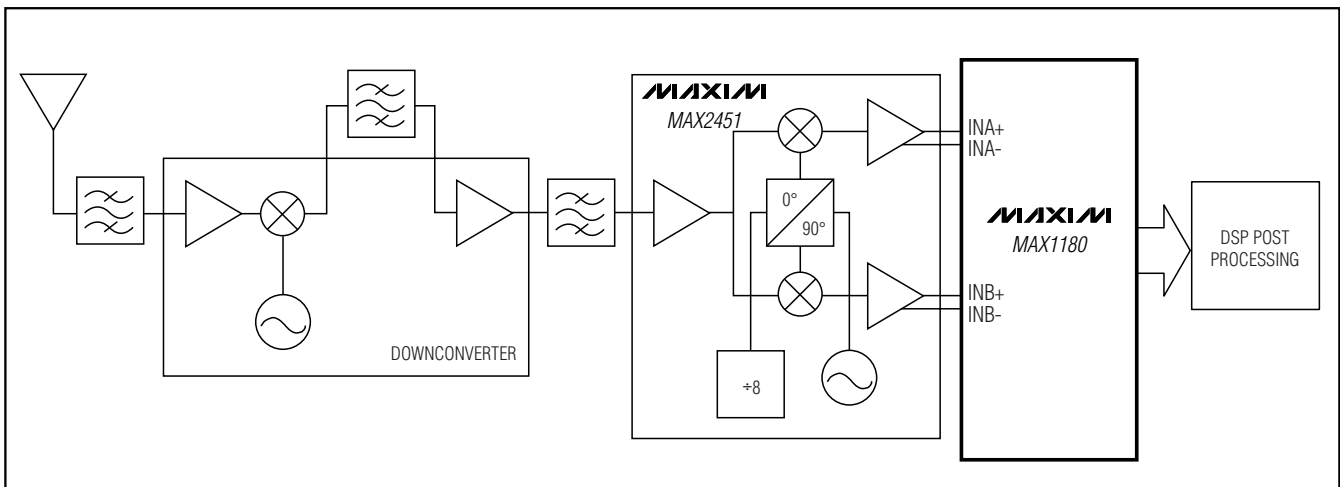 DOWNCONVERTER
MAXIM
MAX2451
0°
90°
÷8
INA+
INA-
MAXIM
MAX1180
INB+
INB-
DSP POST
PROCESSING